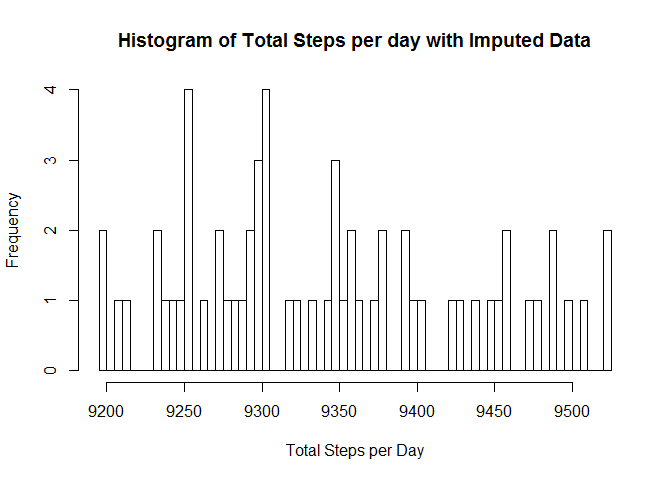 Histogram of Total Steps per day with Imputed Data
4
3
2
1
0
Frequency
9200 9250 9300 9350 9400 9450 9500
Total Steps per Day